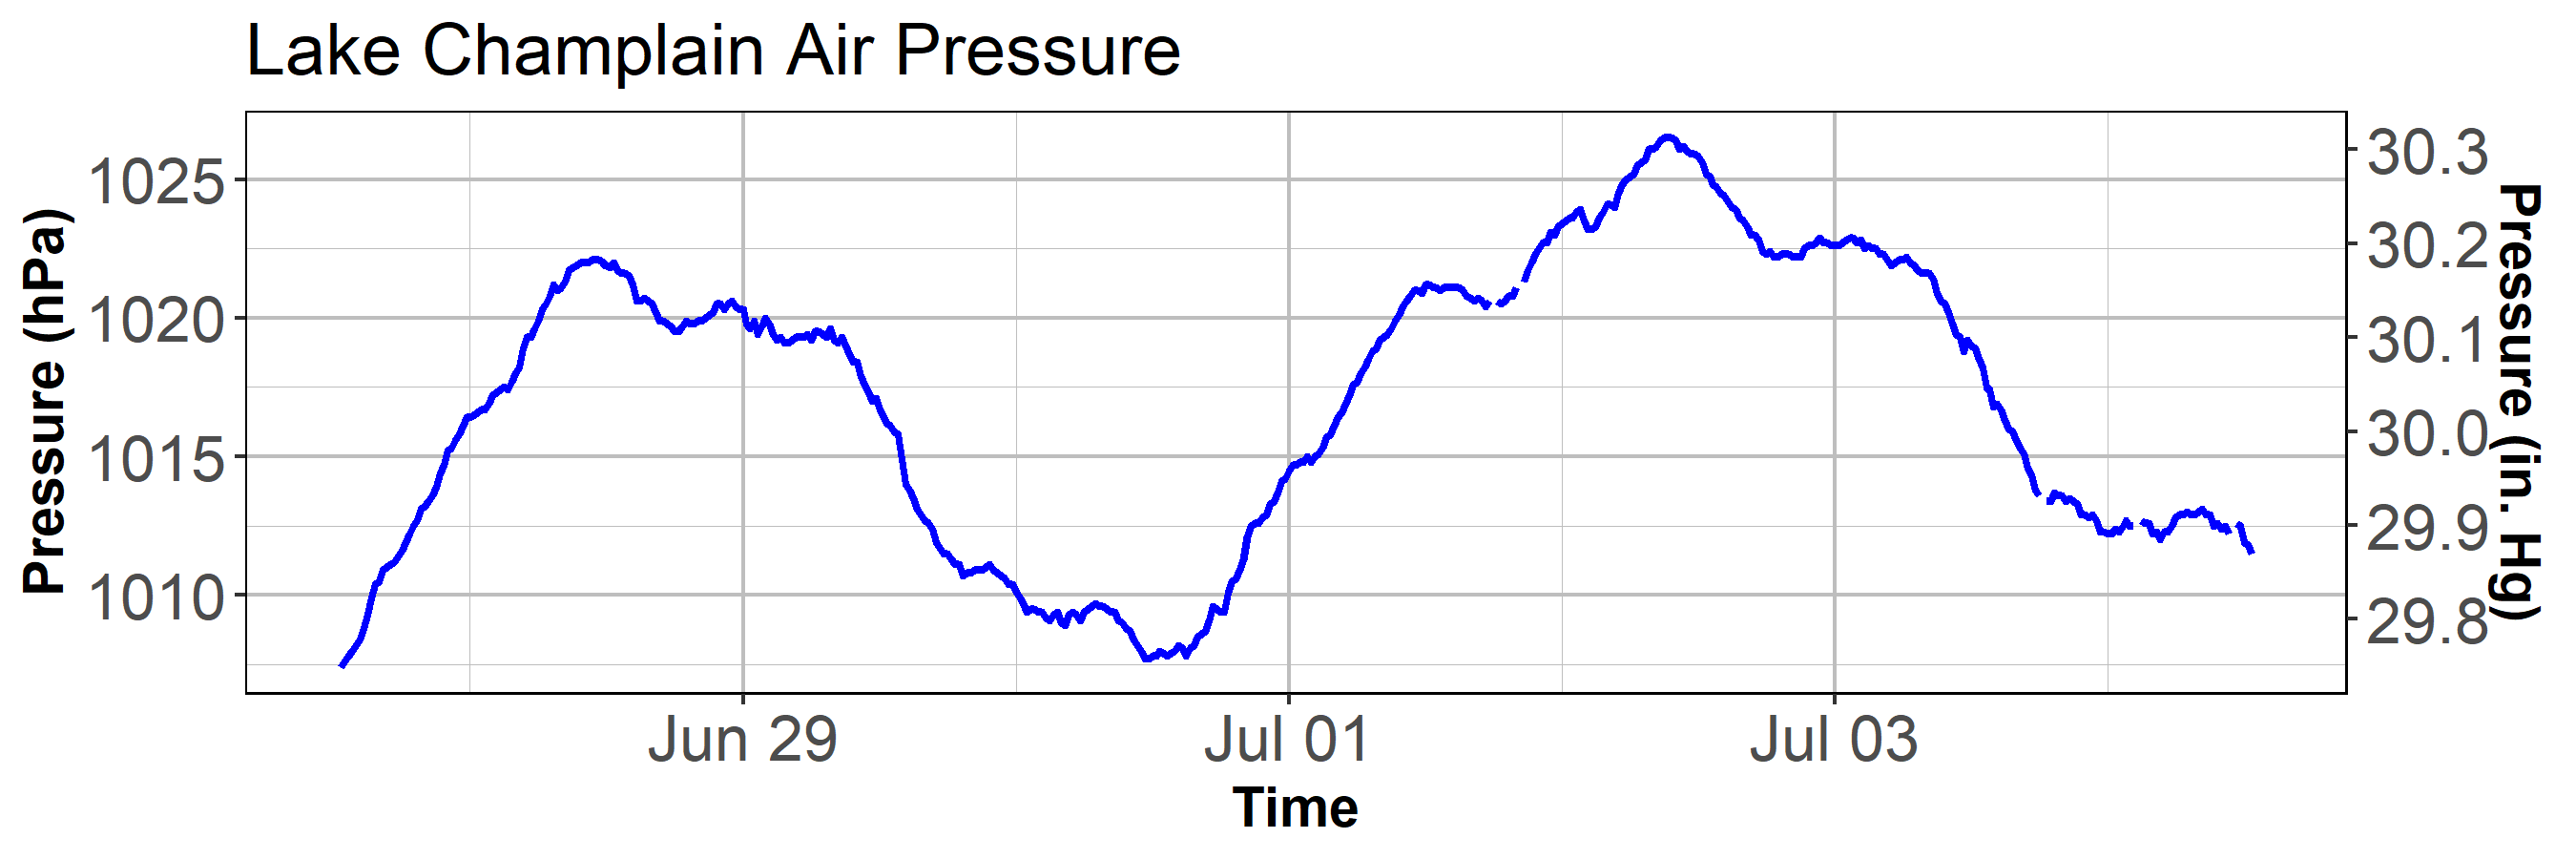 Lake Champlain Air Pressure
Pressure (hPa)
1025
1020
1015
1010
30.3
30.2
30.1
30.0
29.9
29.8
Pressure (in. Hg)
Jun 29
Jul 01
Jul 03
Time